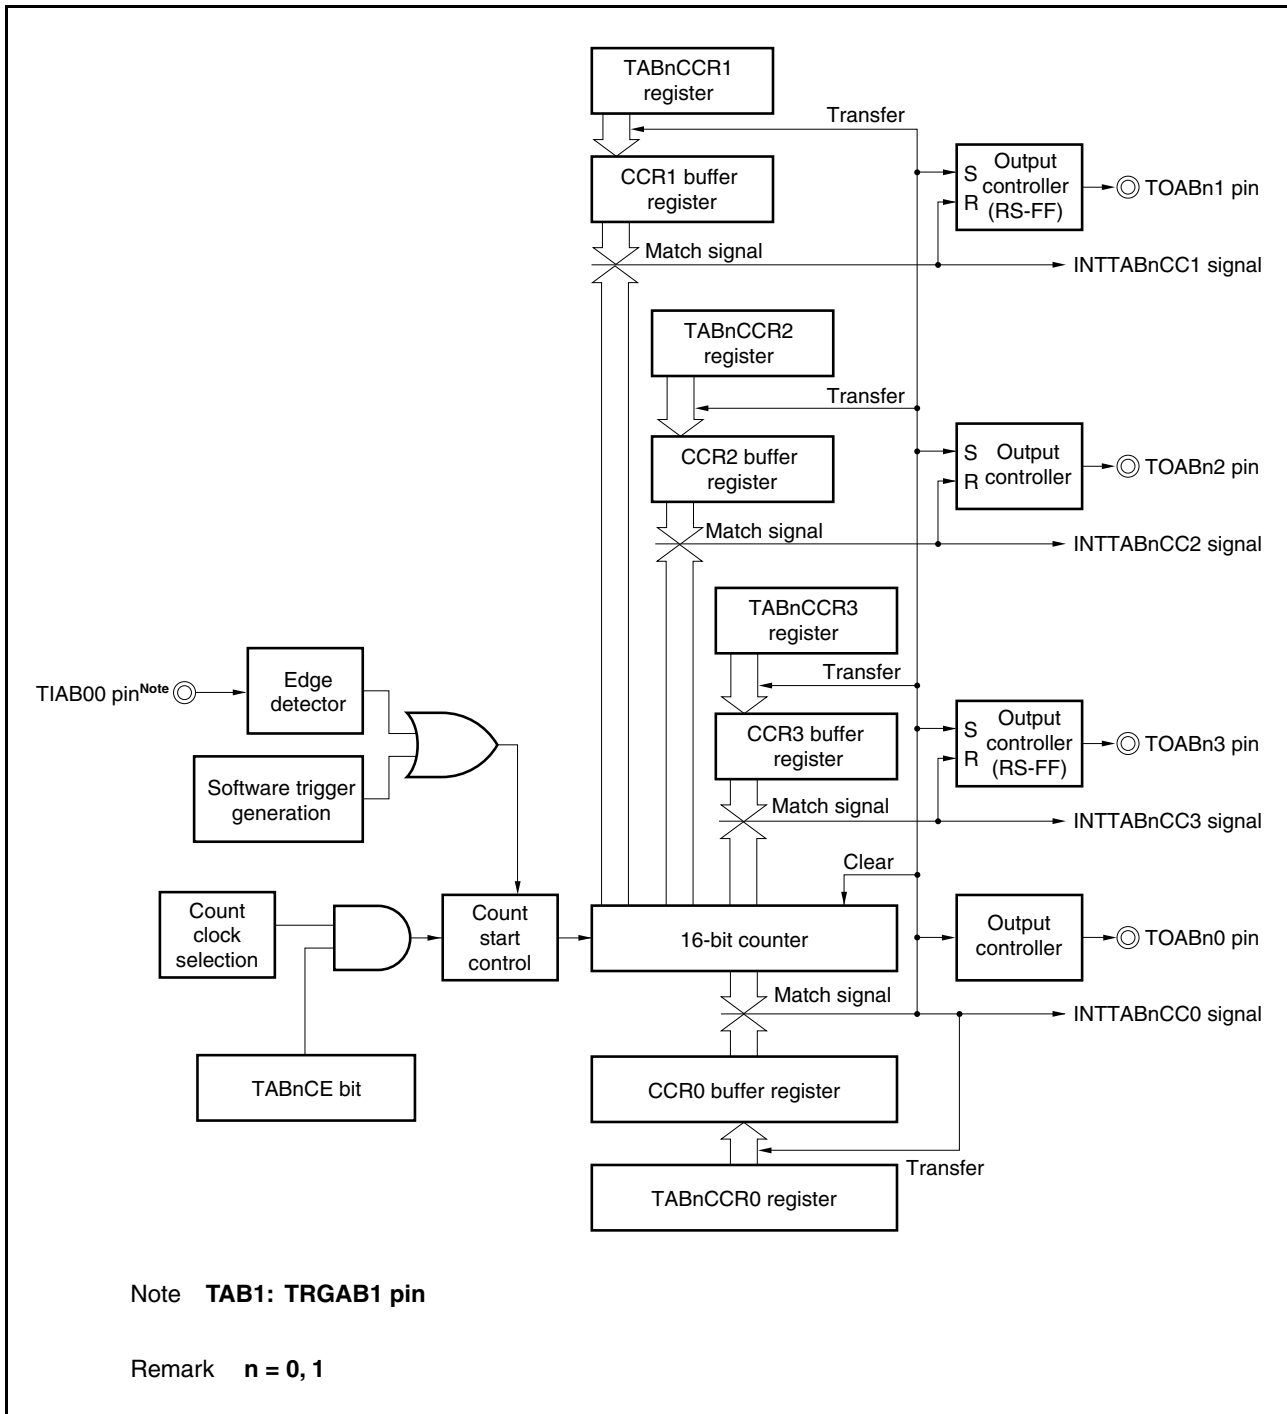 TABnCCR1
register
Transfer
CCR1 buffer
register
S
R
Output
controller
(RS-FF)
TOABn1 pin
Match signal
INTTABnCC1 signal
TABnCCR2
register
Transfer
CCR2 buffer
register
S
R
Output
controller
TOABn2 pin
Match signal
INTTABnCC2 signal
TABnCCR3
register
Transfer
TIAB00 pinNote
Edge
detector
CCR3 buffer
register
S
R
Output
controller
(RS-FF)
TOABn3 pin
Software trigger
generation
Match signal
INTTABnCC3 signal
Clear
Count
clock
selection
Count
start
control
16-bit counter
Output
controller
TOABn0 pin
Match signal
INTTABnCC0 signal
TABnCE bit
CCR0 buffer register
Transfer
TABnCCR0 register
Note TAB1: TRGAB1 pin
Remark n = 0, 1